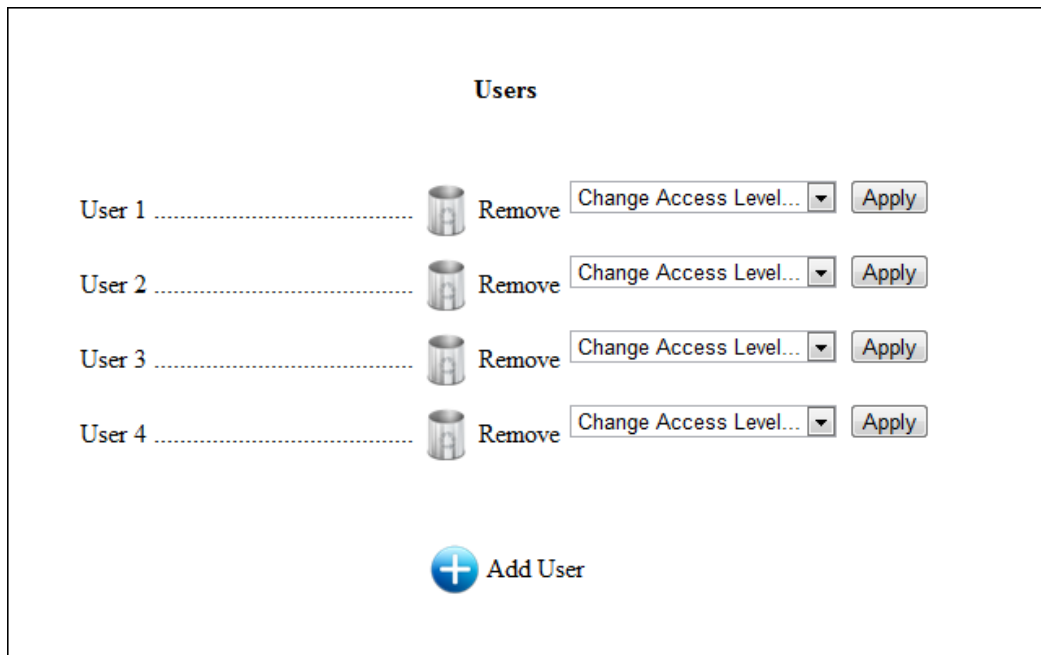 Users
User 1 ................................................ Remove Change Access Level... Apply
User 2 ................................................ Remove Change Access Level... Apply
User 3 ................................................ Remove Change Access Level... Apply
User 4 ................................................ Remove Change Access Level... Apply
Add User